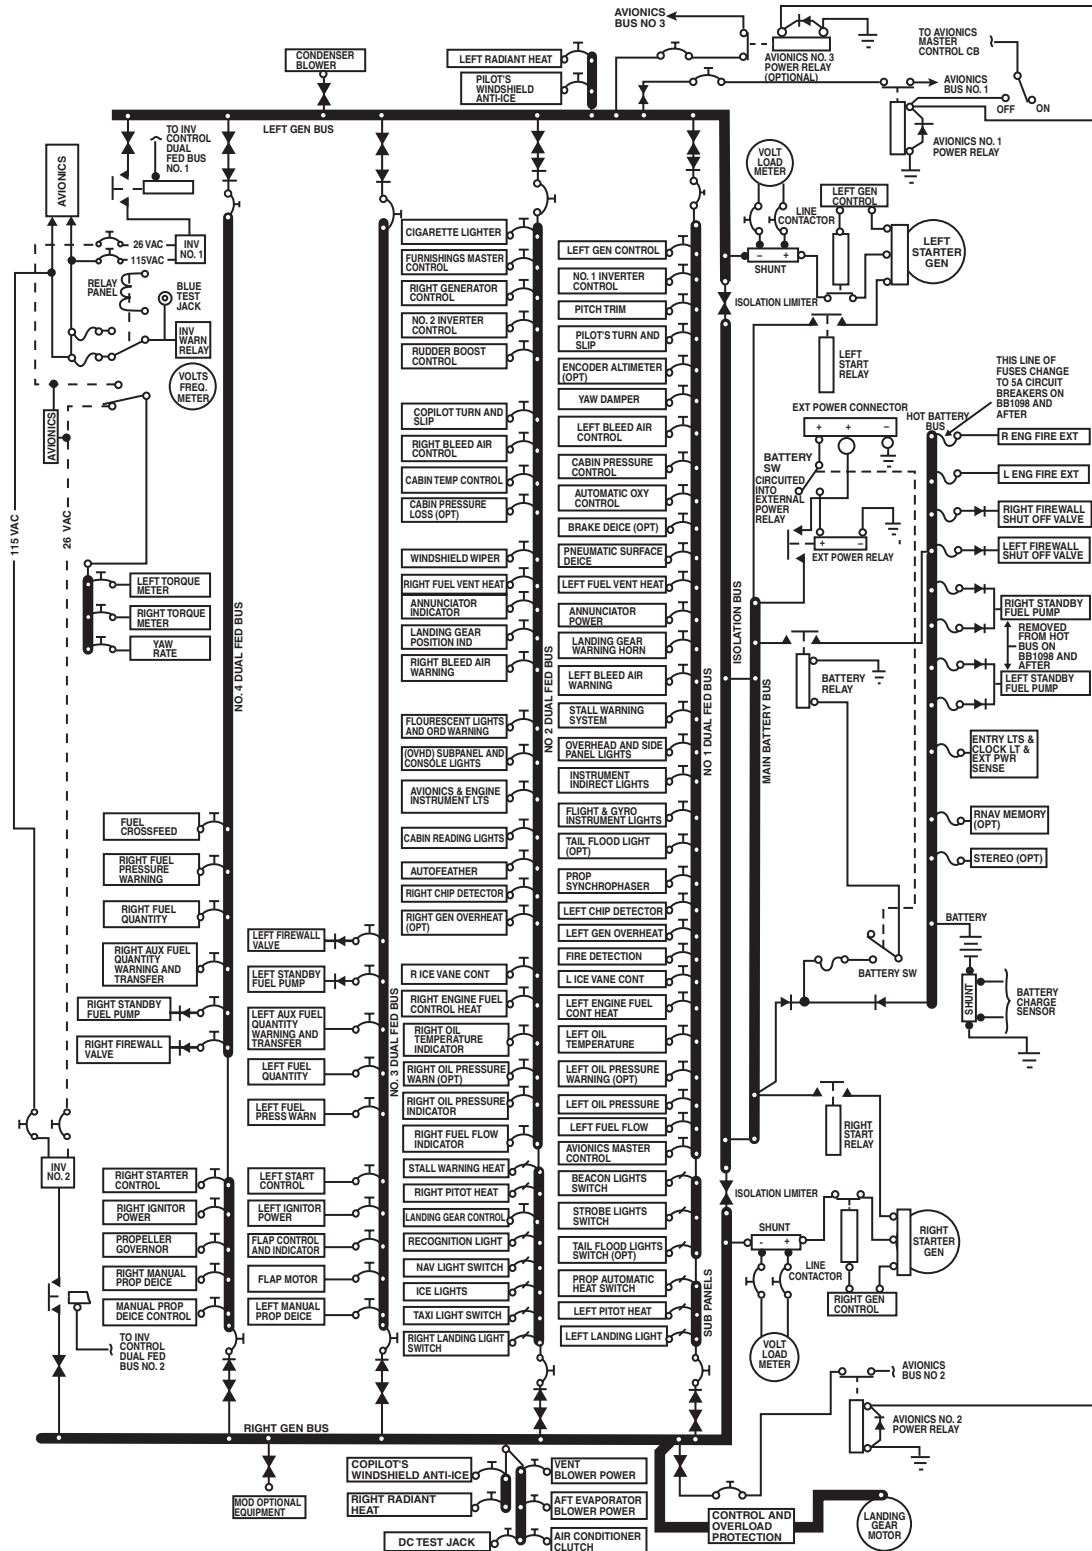 AVIONICS
BUS NO 3
AVIONICS NO. 3
POWER RELAY
(OPTIONAL)
TO AVIONICS
MASTER
CONTROL CB
AVIONICS
BUS NO. 1
OFF
ON
AVIONICS NO. 1
POWER RELAY
CONDENSER
BLOWER
LEFT RADIANT HEAT
PILOT'S
WINDSHIELD
ANTI-ICE
LEFT GEN BUS
TO INV
CONTROL
DUAL
FED BUS
NO. 1
AVIONICS
26 VAC
115VAC
INV
NO. 1
RELAY
PANEL
BLUE
TEST
JACK
INV
WARN
RELAY
VOLTS
FREQ.
METER
AVIONICS
115 VAC
26 VAC
LEFT TORQUE
METER
RIGHT TORQUE
METER
YAW
RATE
NO. 4 DUAL FED BUS
FUEL
CROSSFEED
RIGHT FUEL
PRESSURE
WARNING
RIGHT FUEL
QUANTITY
RIGHT AUX FUEL
QUANTITY
WARNING AND
TRANSFER
RIGHT STANDBY
FUEL PUMP
RIGHT FIREWALL
VALVE
INV
NO. 2
RIGHT STARTER
CONTROL
RIGHT IGNITOR
POWER
PROPELLER
GOVERNOR
RIGHT MANUAL
PROP DEICE
MANUAL PROP
DEICE CONTROL
TO INV
CONTROL
DUAL FED
BUS NO. 2
LEFT FIREWALL
VALVE
LEFT STANDBY
FUEL PUMP
LEFT AUX FUEL
QUANTITY
WARNING AND
TRANSFER
LEFT FUEL
QUANTITY
LEFT FUEL
PRESS WARN
LEFT START
CONTROL
LEFT IGNITOR
POWER
FLAP CONTROL
AND INDICATOR
FLAP MOTOR
LEFT MANUAL
PROP DEICE
NO. 3 DUAL FED BUS
CIGARETTE LIGHTER
FURNISHINGS MASTER
CONTROL
RIGHT GENERATOR
CONTROL
NO. 2 INVERTER
CONTROL
RUDDER BOOST
CONTROL
COPILOT TURN AND
SLIP
RIGHT BLEED AIR
CONTROL
CABIN TEMP CONTROL
CABIN PRESSURE
LOSS (OPT)
WINDSHIELD WIPER
RIGHT FUEL VENT HEAT
ANNUNCIATOR
INDICATOR
LANDING GEAR
POSITION IND
RIGHT BLEED AIR
WARNING
FLOURESCENT LIGHTS
AND ORD WARNING
(OVHD) SUBPANEL AND
CONSOLE LIGHTS
AVIONICS & ENGINE
INSTRUMENT LTS
CABIN READING LIGHTS
AUTOFEATHER
RIGHT CHIP DETECTOR
RIGHT GEN OVERHEAT
(OPT)
R ICE VANE CONT
RIGHT ENGINE FUEL
CONTROL HEAT
RIGHT OIL
TEMPERATURE
INDICATOR
RIGHT OIL PRESSURE
WARN (OPT)
RIGHT OIL PRESSURE
INDICATOR
RIGHT FUEL FLOW
INDICATOR
STALL WARNING HEAT
RIGHT PITOT HEAT
LANDING GEAR CONTROL
RECOGNITION LIGHT
NAV LIGHT SWITCH
ICE LIGHTS
TAXI LIGHT SWITCH
RIGHT LANDING LIGHT
SWITCH
NO 2 DUAL FED BUS
LEFT GEN CONTROL
NO. 1 INVERTER
CONTROL
PITCH TRIM
PILOT'S TURN AND
SLIP
ENCODER ALTIMETER
(OPT)
YAW DAMPER
LEFT BLEED AIR
CONTROL
CABIN PRESSURE
CONTROL
AUTOMATIC OXY
CONTROL
BRAKE DEICE (OPT)
PNEUMATIC SURFACE
DEICE
LEFT FUEL VENT HEAT
ANNUNCIATOR
POWER
LANDING GEAR
WARNING HORN
LEFT BLEED AIR
WARNING
STALL WARNING
SYSTEM
OVERHEAD AND SIDE
PANEL LIGHTS
INSTRUMENT
INDIRECT LIGHTS
FLIGHT & GYRO
INSTRUMENT LIGHTS
TAIL FLOOD LIGHT
(OPT)
PROP
SYNCHROPHASER
LEFT CHIP DETECTOR
LEFT GEN OVERHEAT
FIRE DETECTION
L ICE VANE CONT
LEFT ENGINE FUEL
CONT HEAT
LEFT OIL
TEMPERATURE
LEFT OIL PRESSURE
WARNING (OPT)
LEFT OIL PRESSURE
LEFT FUEL FLOW
AVIONICS MASTER
CONTROL
BEACON LIGHTS
SWITCH
STROBE LIGHTS
SWITCH
TAIL FLOOD LIGHTS
SWITCH (OPT)
PROP AUTOMATIC
HEAT SWITCH
LEFT PITOT HEAT
LEFT LANDING LIGHT
NO 1 DUAL FED BUS
SUB PANELS
ISOLATION BUS
MAIN BATTERY BUS
VOLT
LOAD
METER
LINE
CONTACTOR
LEFT GEN
CONTROL
LEFT
STARTER
GEN
- +
SHUNT
ISOLATION LIMITER
LEFT
START
RELAY
THIS LINE OF
FUSES CHANGE
TO 5A CIRCUIT
BREAKERS ON
BB1098 AND
AFTER
EXT POWER CONNECTOR
+ + -
HOT BATTERY
BUS
BATTERY
SW
CIRCUITED
INTO
EXTERNAL
POWER
RELAY
+ -
EXT POWER RELAY
R ENG FIRE EXT
L ENG FIRE EXT
RIGHT FIREWALL
SHUT OFF VALVE
LEFT FIREWALL
SHUT OFF VALVE
RIGHT STANDBY
FUEL PUMP
REMOVED
FROM HOT
BUS ON
BB1098 AND
AFTER
LEFT STANDBY
FUEL PUMP
BATTERY
RELAY
ENTRY LTS &
CLOCK LT &
EXT PWR
SENSE
RNAV MEMORY
(OPT)
STEREO (OPT)
BATTERY
BATTERY SW
SHUNT
BATTERY
CHARGE
SENSOR
RIGHT
START
RELAY
ISOLATION LIMITER
SHUNT
- +
LINE
CONTACTOR
RIGHT
STARTER
GEN
RIGHT GEN
CONTROL
VOLT
LOAD
METER
AVIONICS
BUS NO 2
AVIONICS NO. 2
POWER RELAY
RIGHT GEN BUS
MOD OPTIONAL
EQUIPMENT
COPILOT'S
WINDSHIELD ANTI-ICE
RIGHT RADIANT
HEAT
DC TEST JACK
VENT
BLOWER POWER
AFT EVAPORATOR
BLOWER POWER
AIR CONDITIONER
CLUTCH
CONTROL AND
OVERLOAD
PROTECTION
LANDING
GEAR
MOTOR